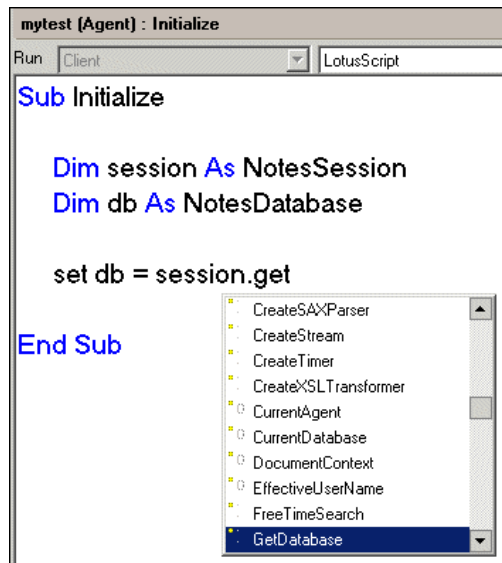 mytest (Agent) : Initialize
Run Client LotusScript
Sub Initialize
Dim session As NotesSession
Dim db As NotesDatabase
set db = session.get
CreateSAXParser
CreateStream
End Sub
CreateTimer
CreateXSLTransformer
CurrentAgent
CurrentDatabase
DocumentContext
EffectiveUserName
FreeTimeSearch
GetDatabase